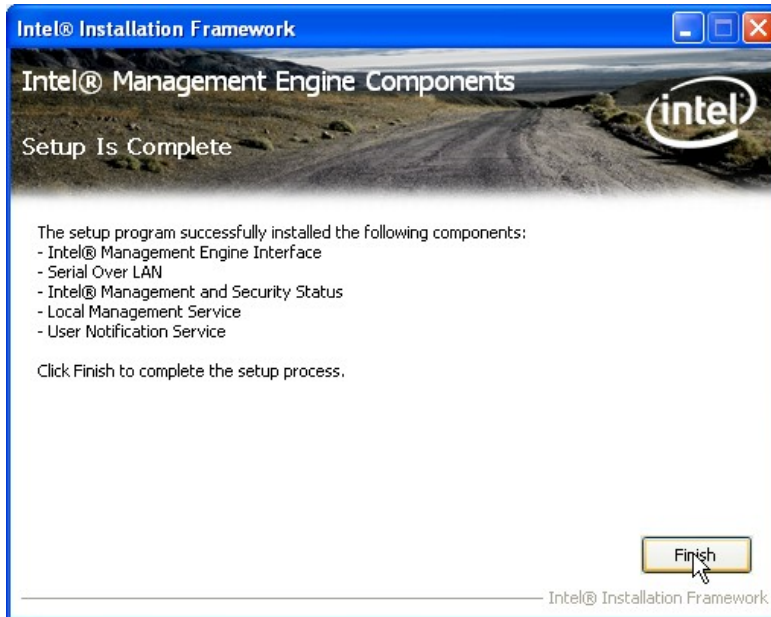 Intel® Installation Framework
Intel® Management Engine Components
intel
Setup Is Complete
The setup program successfully installed the following components:
- Intel® Management Engine Interface
- Serial Over LAN
- Intel® Management and Security Status
- Local Management Service
- User Notification Service
Click Finish to complete the setup process.
Finish
Intel® Installation Framework